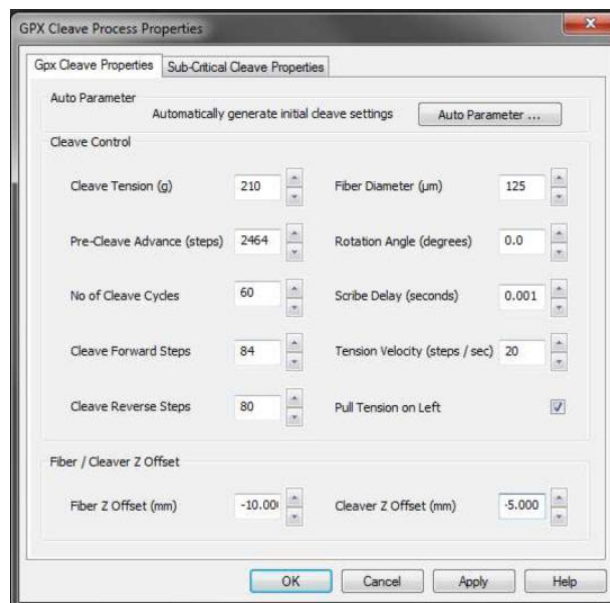 GPX Cleave Process Properties
Gpx Cleave Properties Sub-Critical Cleave Properties
Auto Parameter
Automatically generate initial cleave settings Auto Parameter ...
Cleave Control
Cleave Tension (g) 210 Fiber Diameter (µm) 125
Pre-Cleave Advance (steps) 2464 Rotation Angle (degrees) 0.0
No of Cleave Cycles 60 Scribe Delay (seconds) 0.001
Cleave Forward Steps 84 Tension Velocity (steps / sec) 20
Cleave Reverse Steps 80 Pull Tension on Left
Fiber / Cleaver Z Offset
Fiber Z Offset (mm) -10.00 Cleaver Z Offset (mm) -5.000
OK Cancel Apply Help